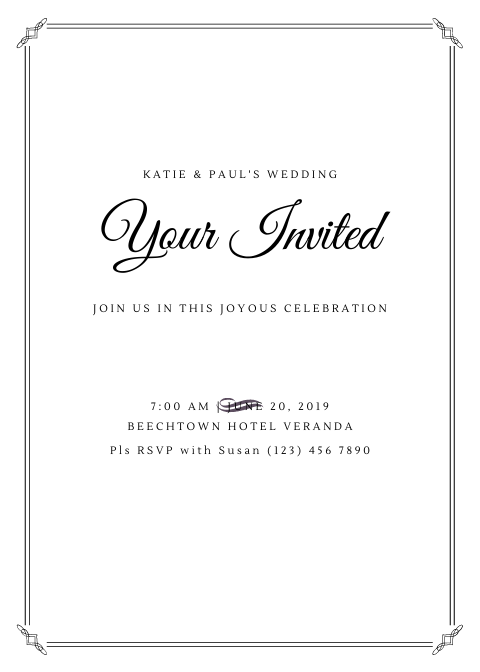 KATIE & PAUL'S WEDDING
Your Invited
JOIN US IN THIS JOYOUS CELEBRATION
7:00 AM | JUNE 20, 2019
BEECHTOWN HOTEL VERANDA
Pls RSVP with Susan (123) 456 7890